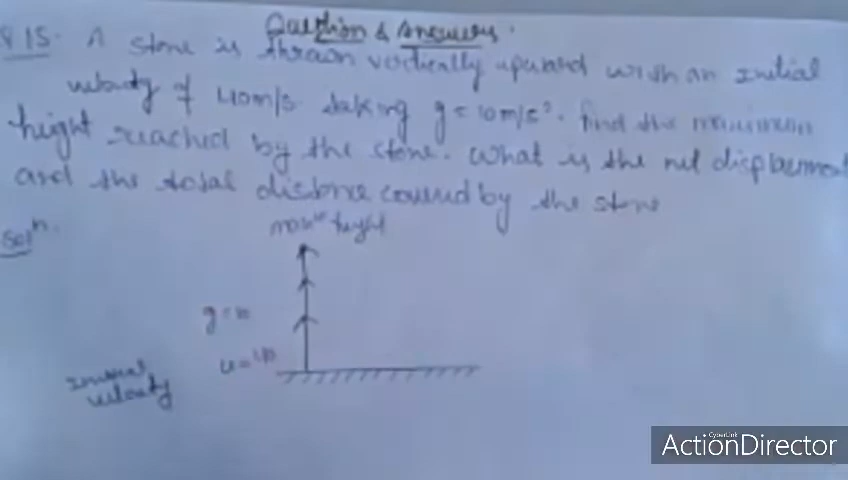 Question & Answers.
Q 15. A stone is thrown vertically upward with an initial
velocity of 40m/s. taking g = 10m/s². find the maximum
height reached by the stone. What is the net displacement
and the total distance covered by the stone
Solⁿ.
height
g=10
u=40
Initial
velocity
CyberLink
ActionDirector